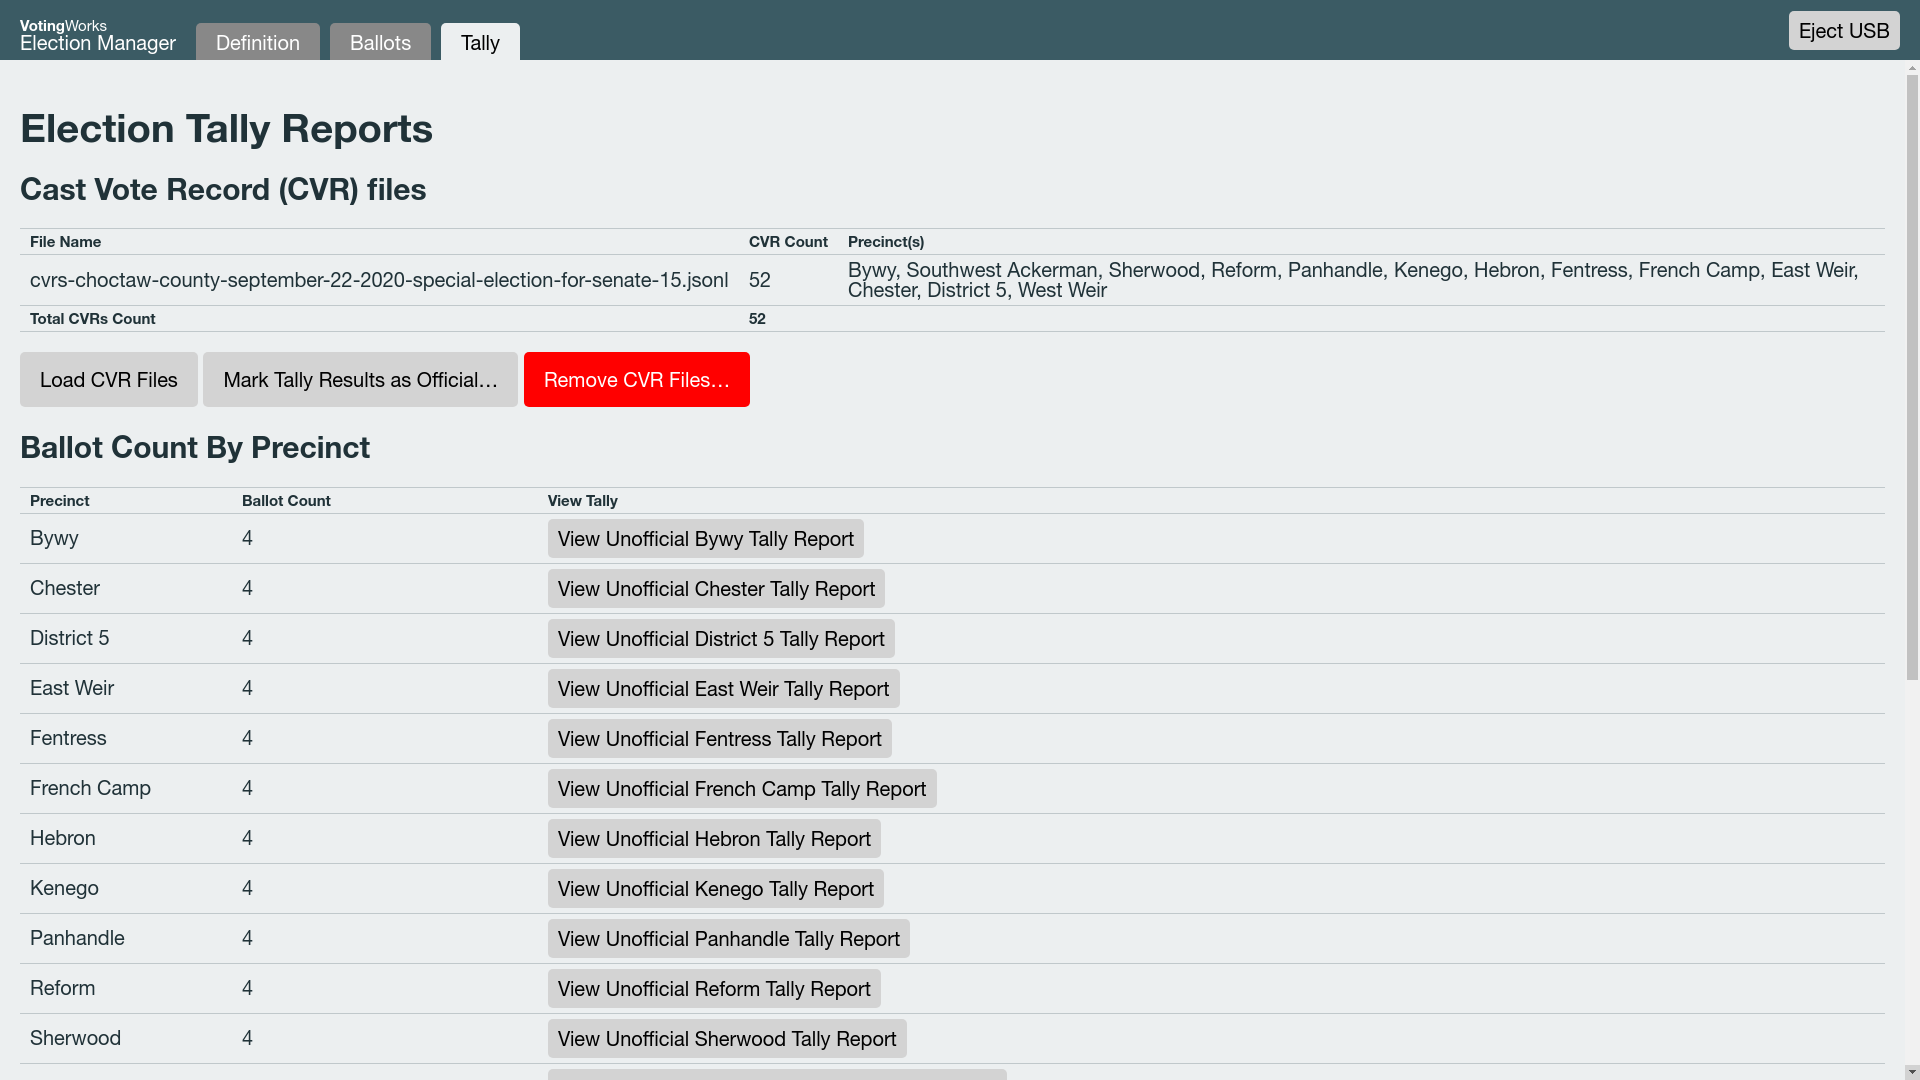 VotingWorks
Election Manager
Definition
Ballots
Tally
Eject USB
Election Tally Reports
Cast Vote Record (CVR) files
File Name CVR Count Precinct(s)
cvrs-choctaw-county-september-22-2020-special-election-for-senate-15.jsonl 52 Bywy, Southwest Ackerman, Sherwood, Reform, Panhandle, Kenego, Hebron, Fentress, French Camp, East Weir,
Chester, District 5, West Weir
Total CVRs Count 52
Load CVR Files Mark Tally Results as Official… Remove CVR Files…
Ballot Count By Precinct
Precinct Ballot Count View Tally
Bywy 4 View Unofficial Bywy Tally Report
Chester 4 View Unofficial Chester Tally Report
District 5 4 View Unofficial District 5 Tally Report
East Weir 4 View Unofficial East Weir Tally Report
Fentress 4 View Unofficial Fentress Tally Report
French Camp 4 View Unofficial French Camp Tally Report
Hebron 4 View Unofficial Hebron Tally Report
Kenego 4 View Unofficial Kenego Tally Report
Panhandle 4 View Unofficial Panhandle Tally Report
Reform 4 View Unofficial Reform Tally Report
Sherwood 4 View Unofficial Sherwood Tally Report